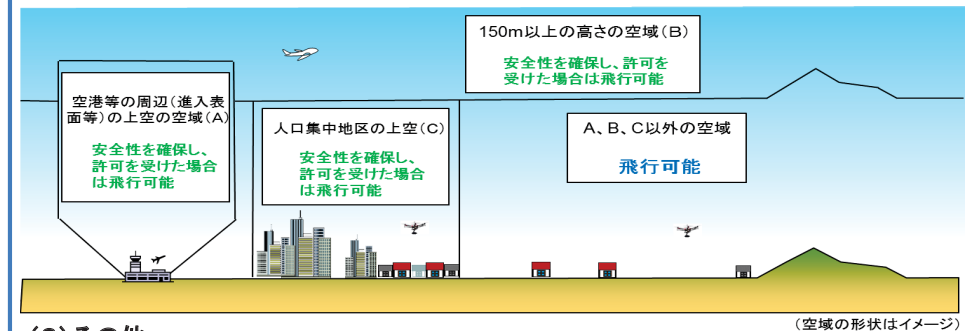 150m以上の高さの空域(B)
安全性を確保し、許可を
受けた場合は飛行可能
空港等の周辺(進入表
面等)の上空の空域(A)
安全性を確保し、
許可を受けた場合
は飛行可能
人口集中地区の上空(C)
安全性を確保し、
許可を受けた場合
は飛行可能
A、B、C以外の空域
飛行可能
(空域の形状はイメージ)